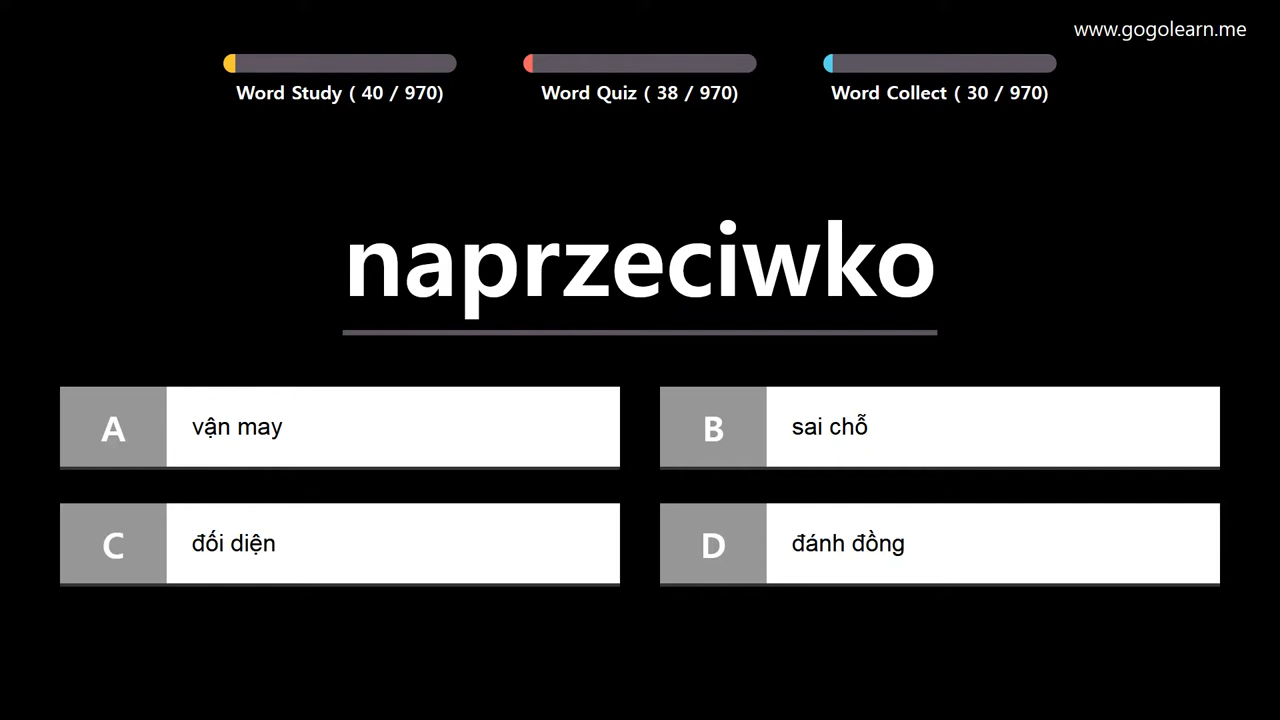 www.gogolearn.me
Word Study ( 40 / 970)
Word Quiz ( 38 / 970)
Word Collect ( 30 / 970)
naprzeciwko
A vận may
B sai chỗ
C đối diện
D đánh đồng